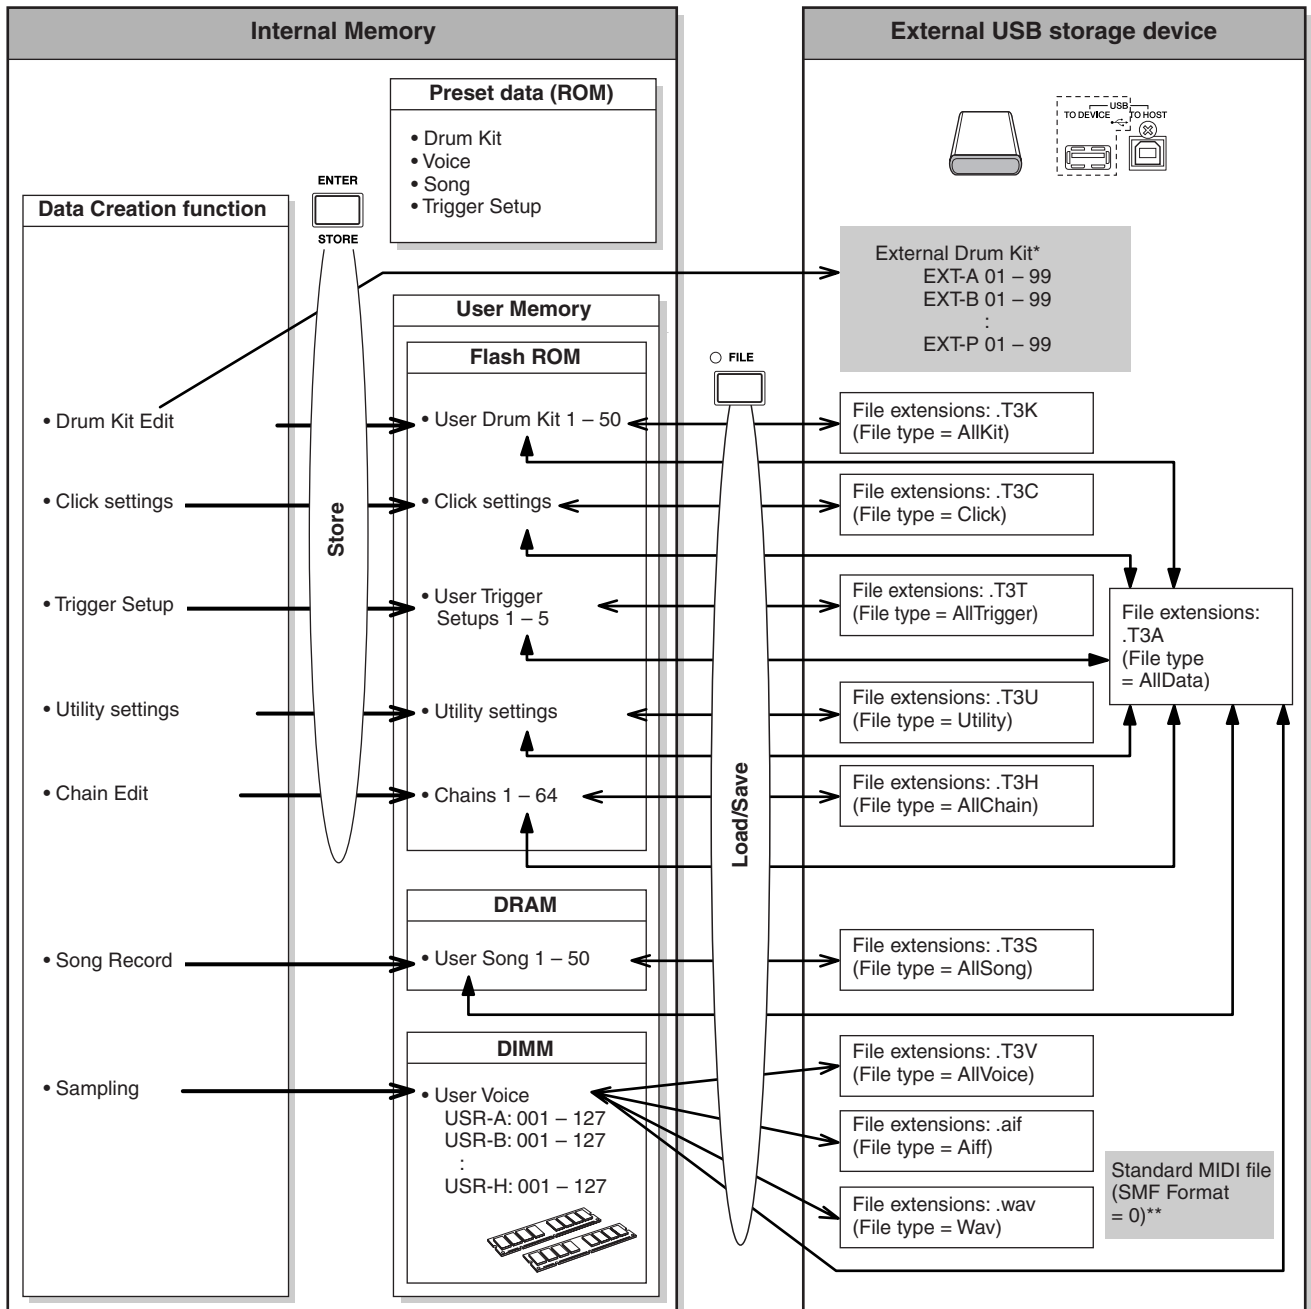 Internal Memory
External USB storage device
Preset data (ROM)
• Drum Kit
• Voice
• Song
• Trigger Setup
USB
TO DEVICE
TO HOST
ENTER
STORE
Data Creation function
External Drum Kit*
EXT-A 01 – 99
EXT-B 01 – 99
:
EXT-P 01 – 99
User Memory
Flash ROM
FILE
• Drum Kit Edit
• User Drum Kit 1 – 50
File extensions: .T3K
(File type = AllKit)
• Click settings
• Click settings
File extensions: .T3C
(File type = Click)
Store
• Trigger Setup
• User Trigger
Setups 1 – 5
File extensions: .T3T
(File type = AllTrigger)
File extensions:
.T3A
(File type
= AllData)
• Utility settings
• Utility settings
File extensions: .T3U
(File type = Utility)
Load/Save
• Chain Edit
• Chains 1 – 64
File extensions: .T3H
(File type = AllChain)
DRAM
• Song Record
• User Song 1 – 50
File extensions: .T3S
(File type = AllSong)
DIMM
• Sampling
• User Voice
USR-A: 001 – 127
USR-B: 001 – 127
:
USR-H: 001 – 127
File extensions: .T3V
(File type = AllVoice)
File extensions: .aif
(File type = Aiff)
File extensions: .wav
(File type = Wav)
Standard MIDI file
(SMF Format
= 0)**